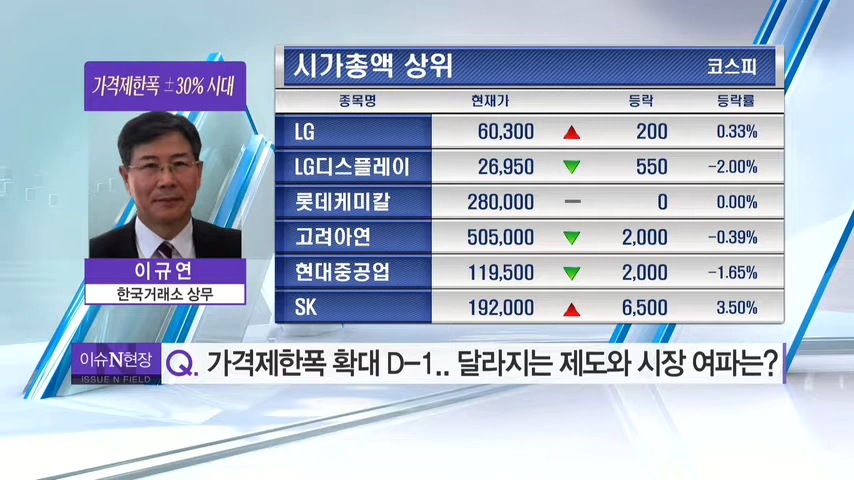 가격제한폭 ±30% 시대
이규연
한국거래소 상무
시가총액 상위 코스피
종목명 현재가 등락 등락률
LG 60,300 ▲ 200 0.33%
LG디스플레이 26,950 ▼ 550 -2.00%
롯데케미칼 280,000 − 0 0.00%
고려아연 505,000 ▼ 2,000 -0.39%
현대중공업 119,500 ▼ 2,000 -1.65%
SK 192,000 ▲ 6,500 3.50%
이슈N현장
ISSUE N FIELD
Q. 가격제한폭 확대 D-1.. 달라지는 제도와 시장 여파는?